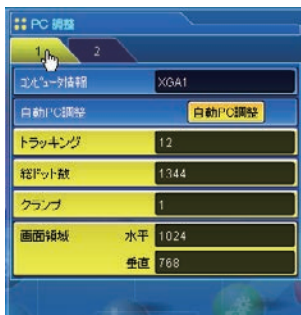 PC 調整
1 2
コンピュータ情報 XGA1
自動PC調整 自動PC調整
トラッキング 12
総ドット数 1344
クランプ 1
画面領域 水平 1024
垂直 768